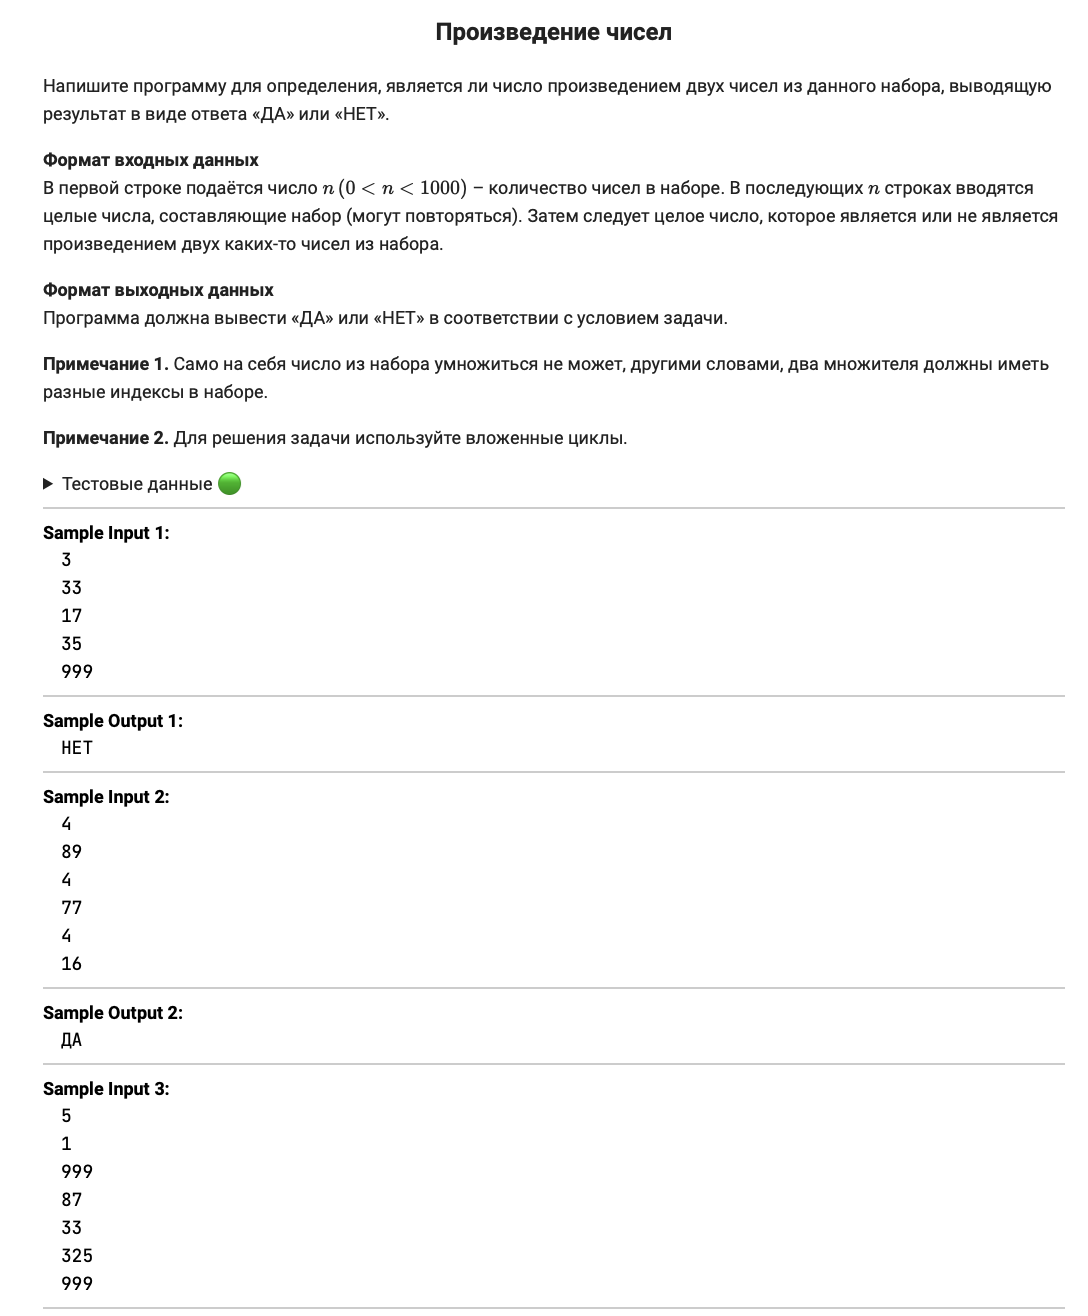 Произведение чисел
Напишите программу для определения, является ли число произведением двух чисел из данного набора, выводящую
результат в виде ответа «ДА» или «НЕТ».
Формат входных данных
В первой строке подаётся число n (0 < n < 1000) – количество чисел в наборе. В последующих n строках вводятся
целые числа, составляющие набор (могут повторяться). Затем следует целое число, которое является или не является
произведением двух каких-то чисел из набора.
Формат выходных данных
Программа должна вывести «ДА» или «НЕТ» в соответствии с условием задачи.
Примечание 1. Само на себя число из набора умножиться не может, другими словами, два множителя должны иметь
разные индексы в наборе.
Примечание 2. Для решения задачи используйте вложенные циклы.
Тестовые данные
Sample Input 1:
3
33
17
35
999
Sample Output 1:
НЕТ
Sample Input 2:
4
89
4
77
4
16
Sample Output 2:
ДА
Sample Input 3:
5
1
999
87
33
325
999